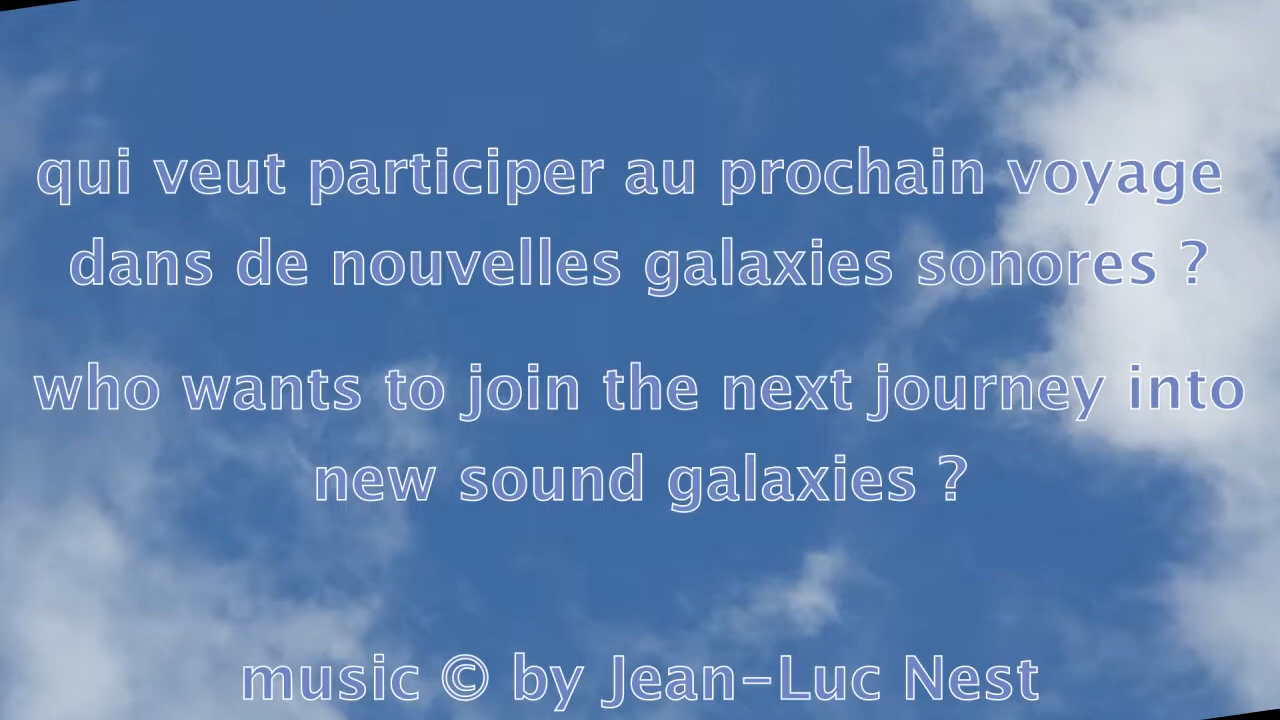 qui veut participer au prochain voyage
dans de nouvelles galaxies sonores ?
who wants to join the next journey into
new sound galaxies ?
music © by Jean-Luc Nest